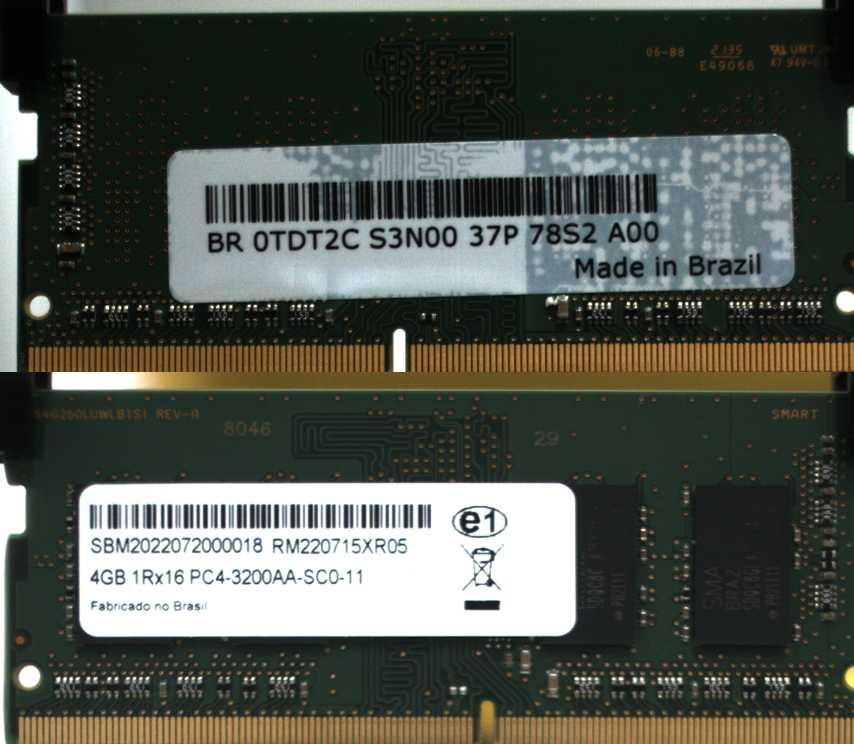 06-88 2135
E49068
BR 0TDT2C S3N00 37P 78S2 A00
Made in Brazil
REV-A
SMART
8046
29
e1
SBM2022072000018 RM220715XR05
4GB 1Rx16 PC4-3200AA-SC0-11
Fabricado no Brasil